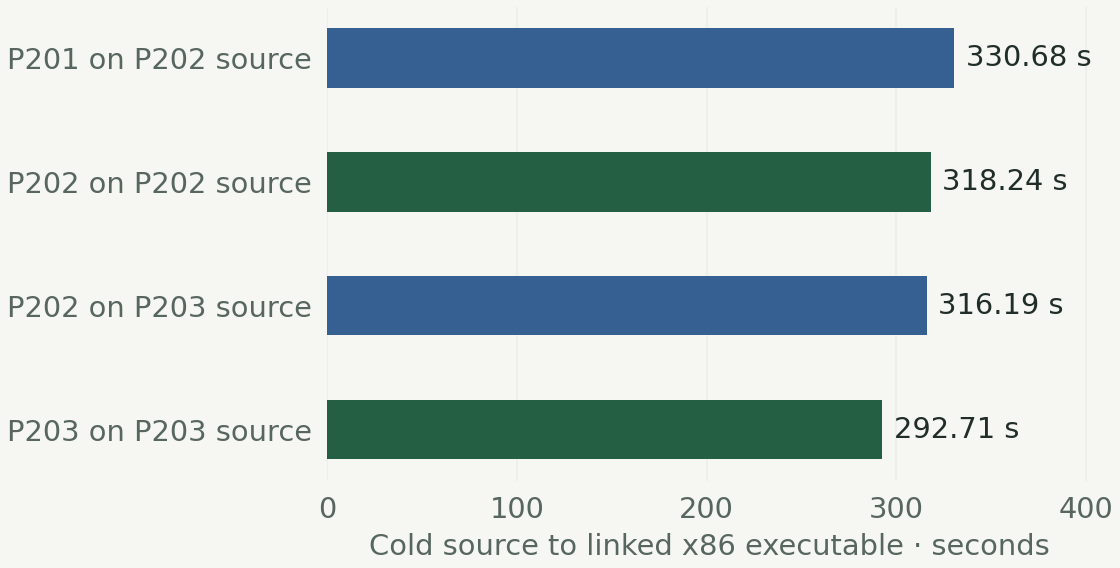 P201 on P202 source 330.68 s
P202 on P202 source 318.24 s
P202 on P203 source 316.19 s
P203 on P203 source 292.71 s
0 100 200 300 400
Cold source to linked x86 executable · seconds